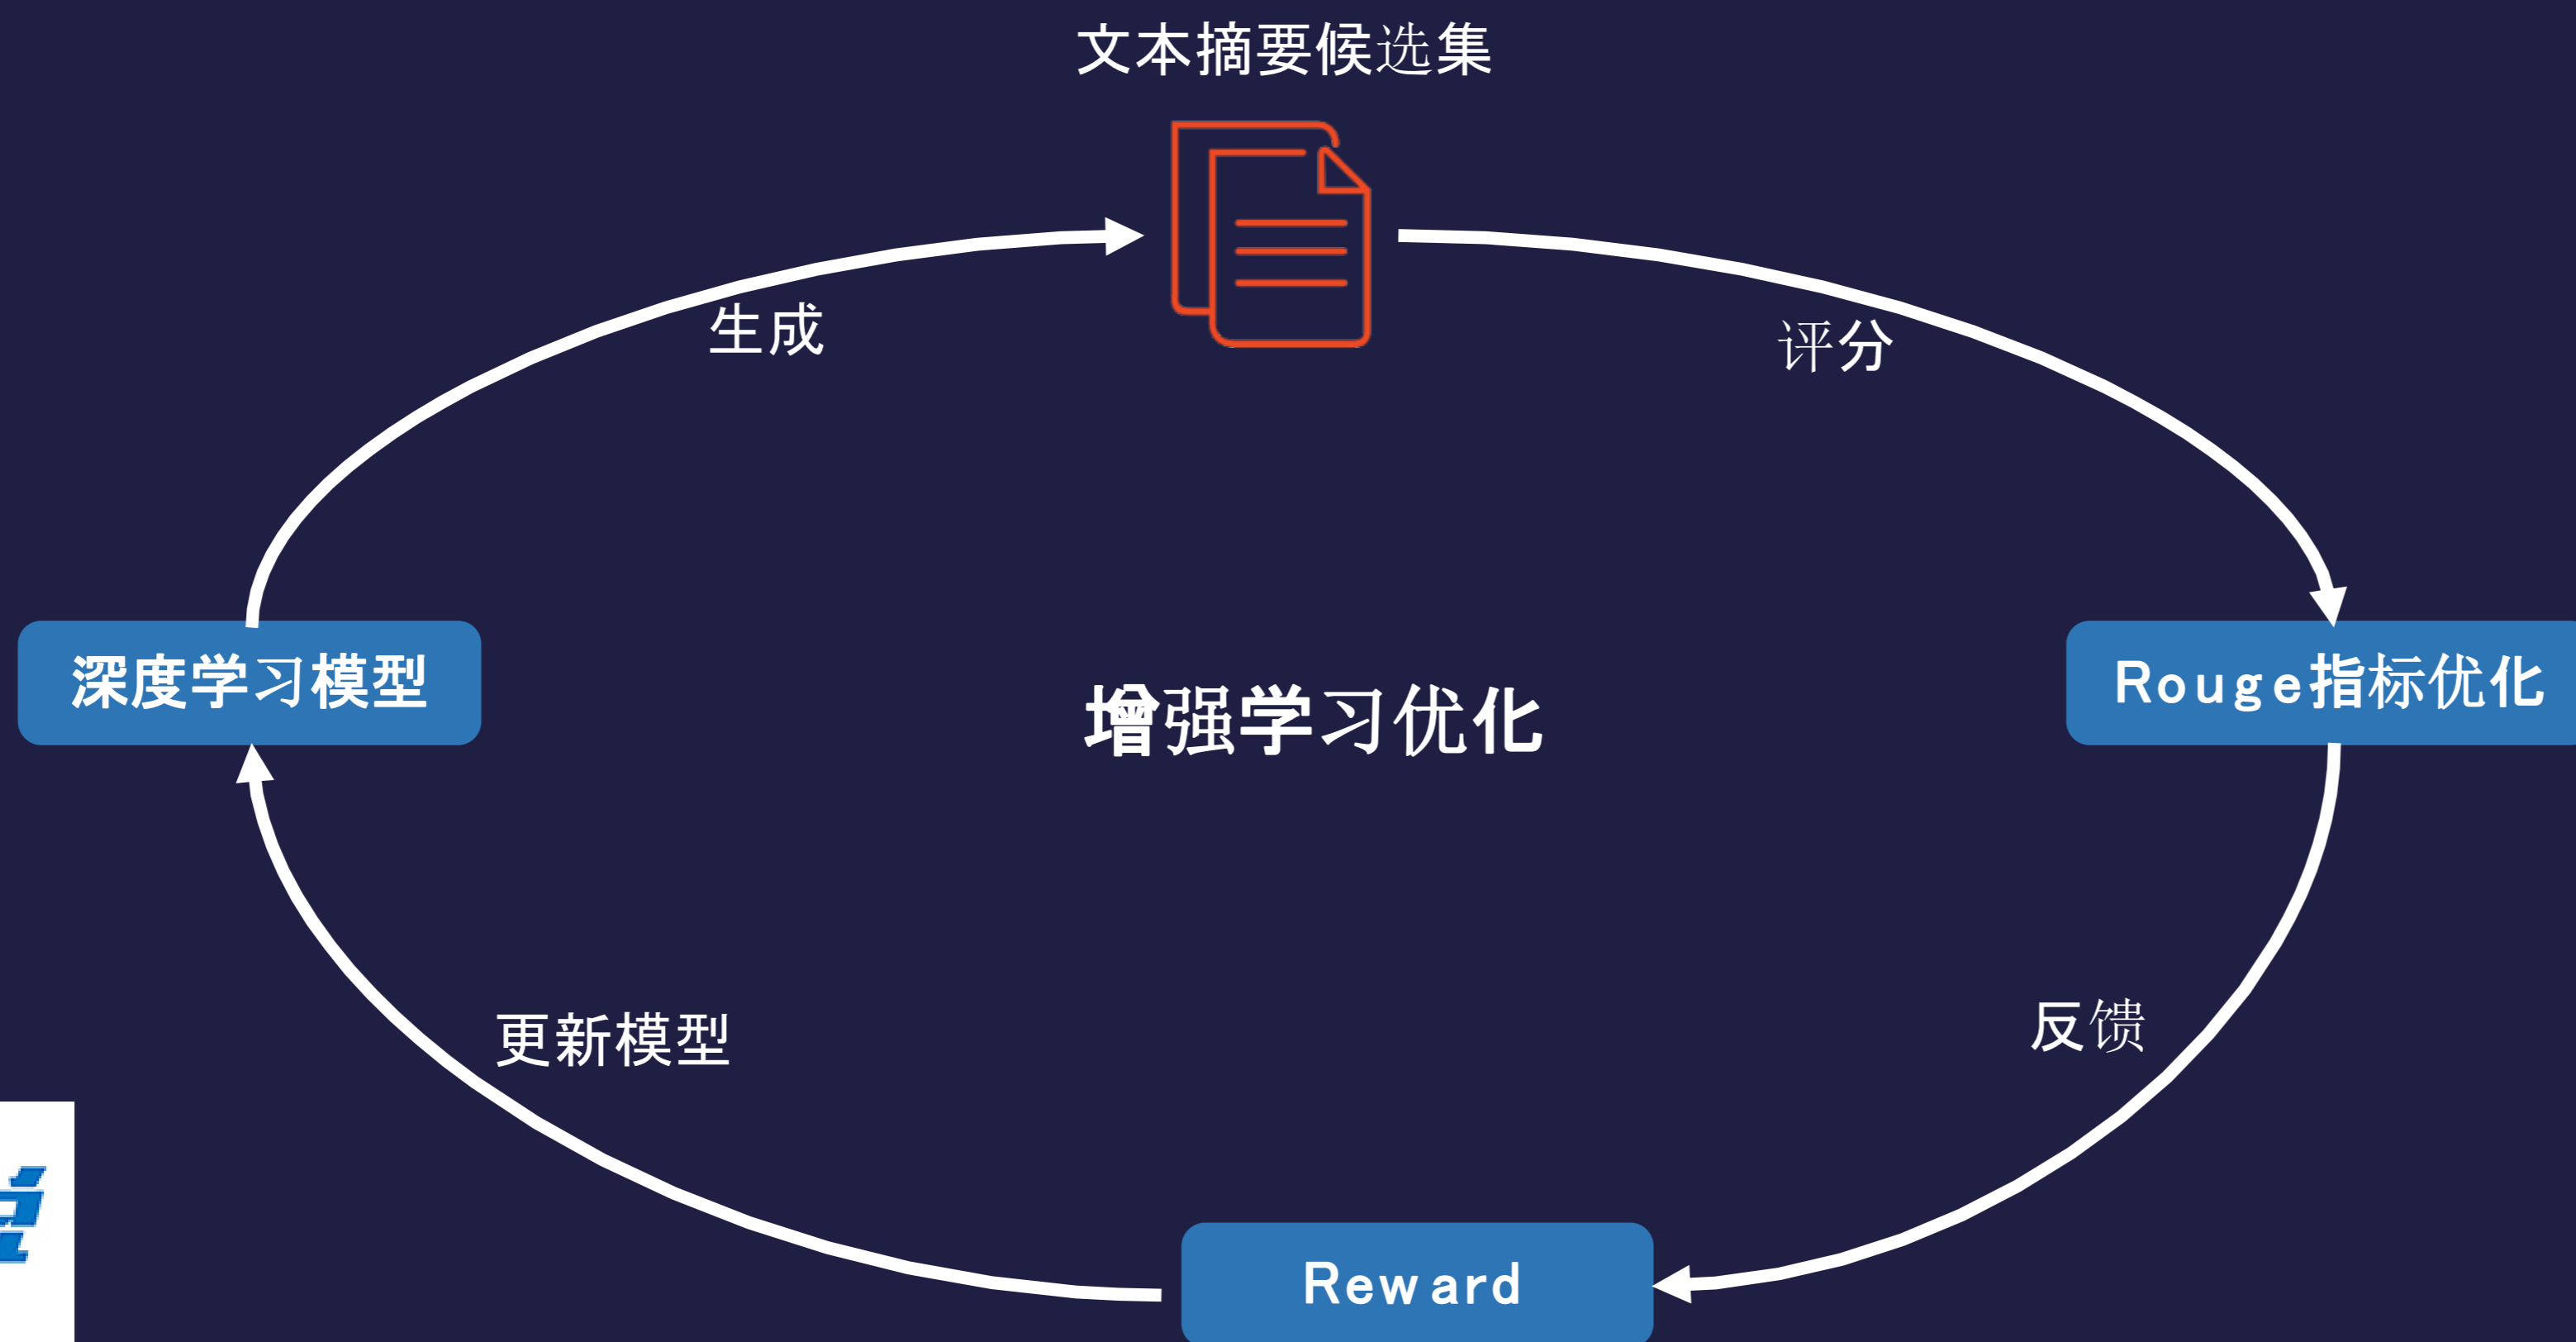 文本摘要候选集
生成
评分
深度学习模型
增强学习优化
Rouge指标优化
更新模型
反馈
Reward